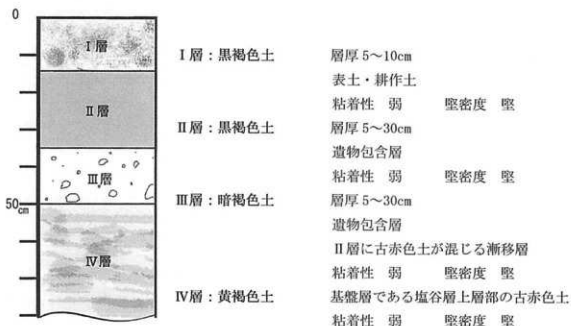 0
50cm
I層
II層
III層
IV層
I層：黒褐色土 層厚 5〜10cm
表土・耕作土
粘着性 弱 堅密度 堅
II層：黒褐色土 層厚 5〜30cm
遺物包含層
粘着性 弱 堅密度 堅
III層：暗褐色土 層厚 5〜30cm
遺物包含層
II層に古赤色土が混じる漸移層
粘着性 弱 堅密度 堅
IV層：黄褐色土 基盤層である塩谷層上層部の古赤色土
粘着性 弱 堅密度 堅